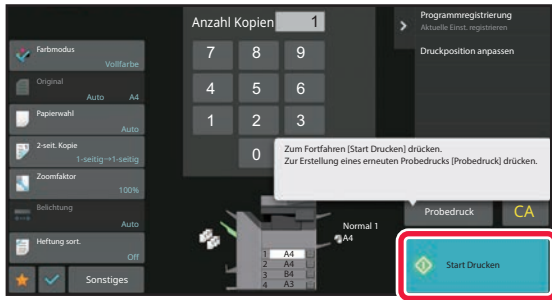 Anzahl Kopien 1
7 8 9
4 5 6
1 2 3
0
Farbmodus
Vollfarbe
Original
Auto A4
Papierwahl
Auto
2-seit. Kopie
1-seitig→1-seitig
Zoomfaktor
100%
Belichtung
Auto
Heftung sort.
Off
Sonstiges
Programmregistrierung
Aktuelle Einst. registrieren
Druckposition anpassen
Zum Fortfahren [Start Drucken] drücken.
Zur Erstellung eines erneuten Probedrucks [Probedruck] drücken.
Normal 1
A4
1 A4
2 A4
3 B4
4 A3
Probedruck
CA
Start Drucken